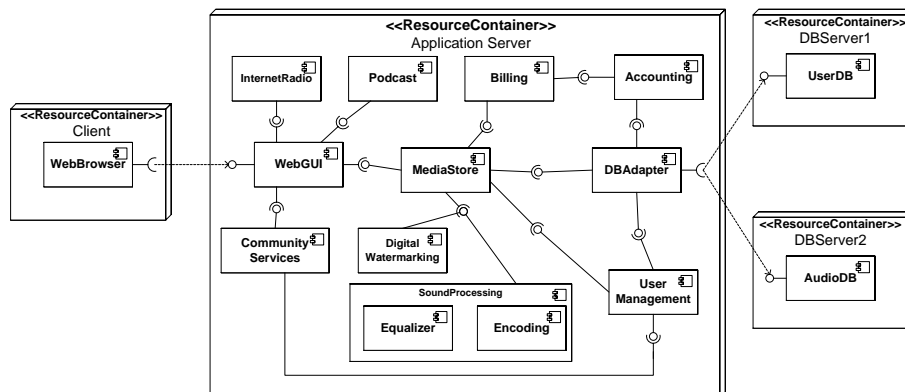 <<ResourceContainer>>
Application Server
<<ResourceContainer>>
DBServer1
UserDB
InternetRadio
Podcast
Billing
Accounting
<<ResourceContainer>>
Client
WebBrowser
WebGUI
MediaStore
DBAdapter
<<ResourceContainer>>
DBServer2
AudioDB
Community
Services
Digital
Watermarking
User
Management
SoundProcessing
Equalizer
Encoding